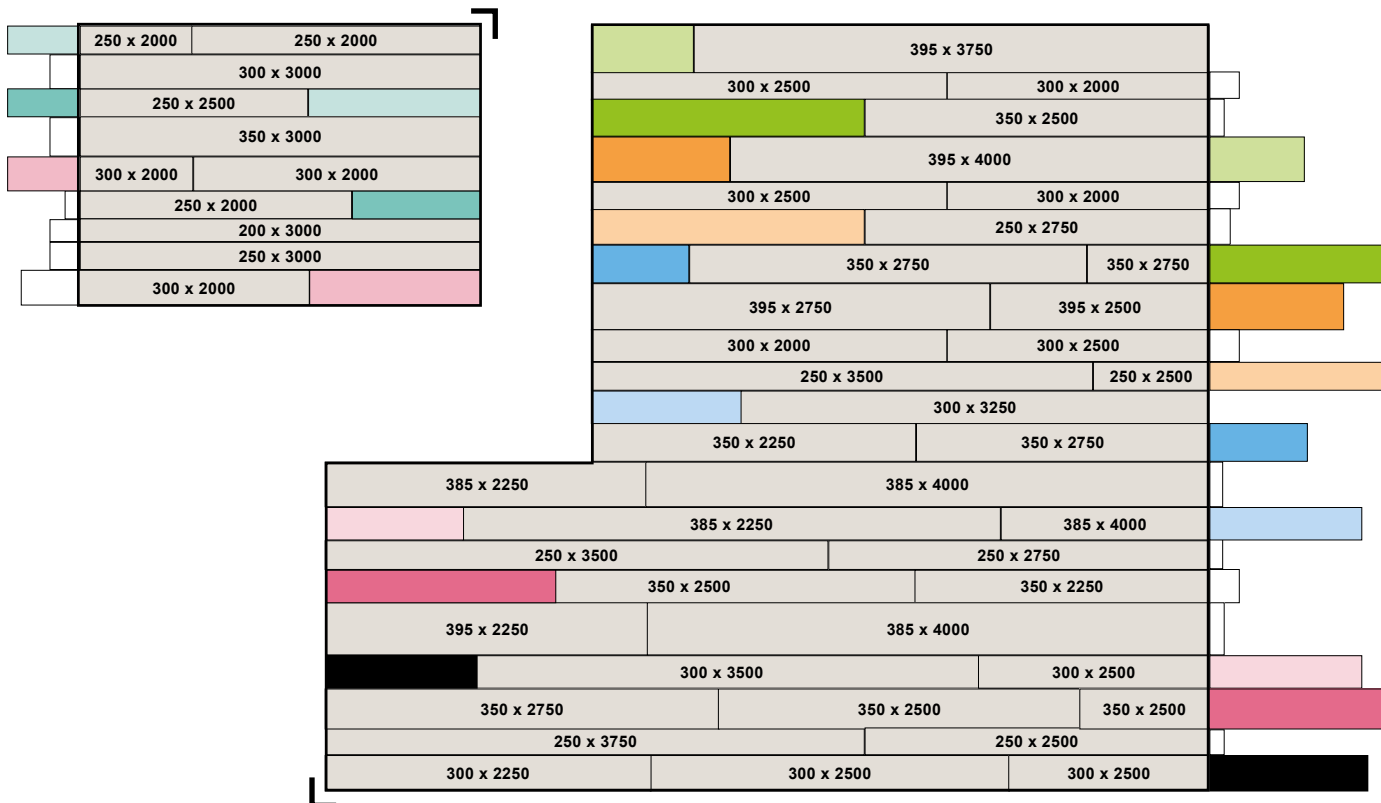 250 x 2000 250 x 2000
300 x 3000
250 x 2500
350 x 3000
300 x 2000 300 x 2000
250 x 2000
200 x 3000
250 x 3000
300 x 2000
395 x 3750
300 x 2500 300 x 2000
350 x 2500
395 x 4000
300 x 2500 300 x 2000
250 x 2750
350 x 2750 350 x 2750
395 x 2750 395 x 2500
300 x 2000 300 x 2500
250 x 3500 250 x 2500
300 x 3250
350 x 2250 350 x 2750
385 x 2250 385 x 4000
385 x 2250 385 x 4000
250 x 3500 250 x 2750
350 x 2500 350 x 2250
395 x 2250 385 x 4000
300 x 3500 300 x 2500
350 x 2750 350 x 2500 350 x 2500
250 x 3750 250 x 2500
300 x 2250 300 x 2500 300 x 2500